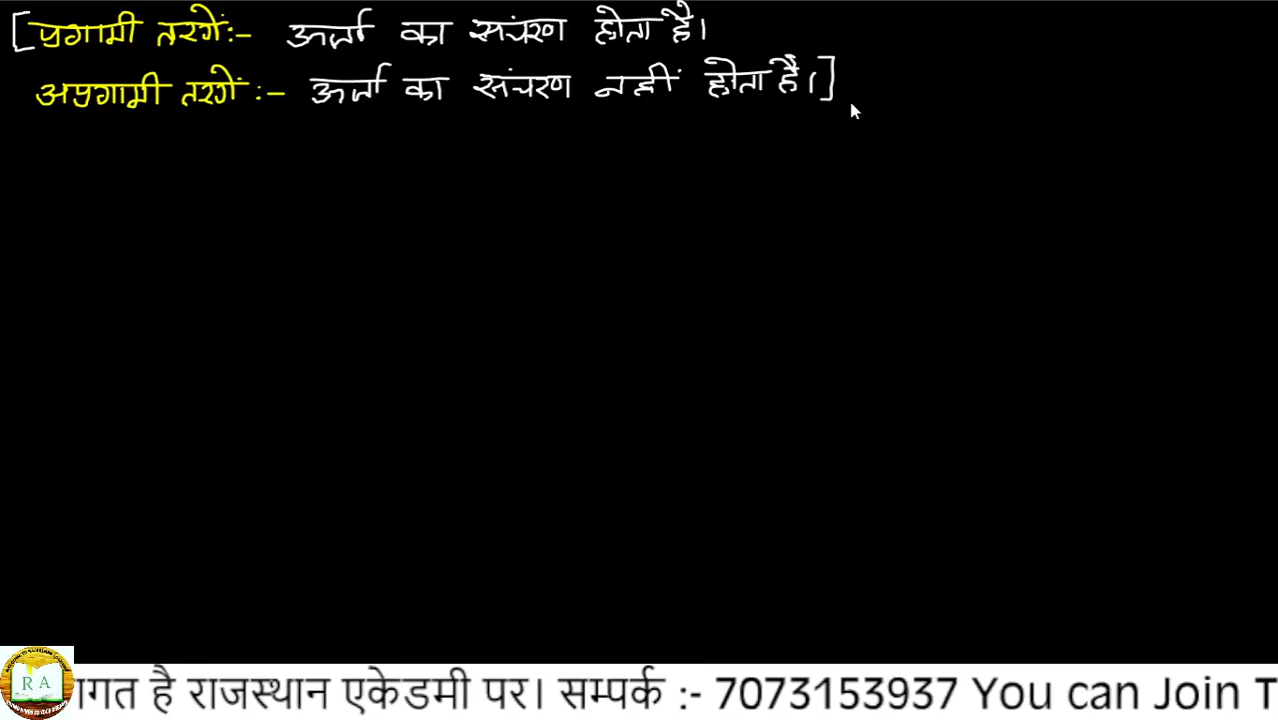 [प्रगामी तरंगें:- ऊर्जा का संचरण होता है।
अप्रगामी तरंगें:- ऊर्जा का संचरण नहीं होता है।]
ागत है राजस्थान एकेडमी पर। सम्पर्क :- 7073153937 You can Join T
R A